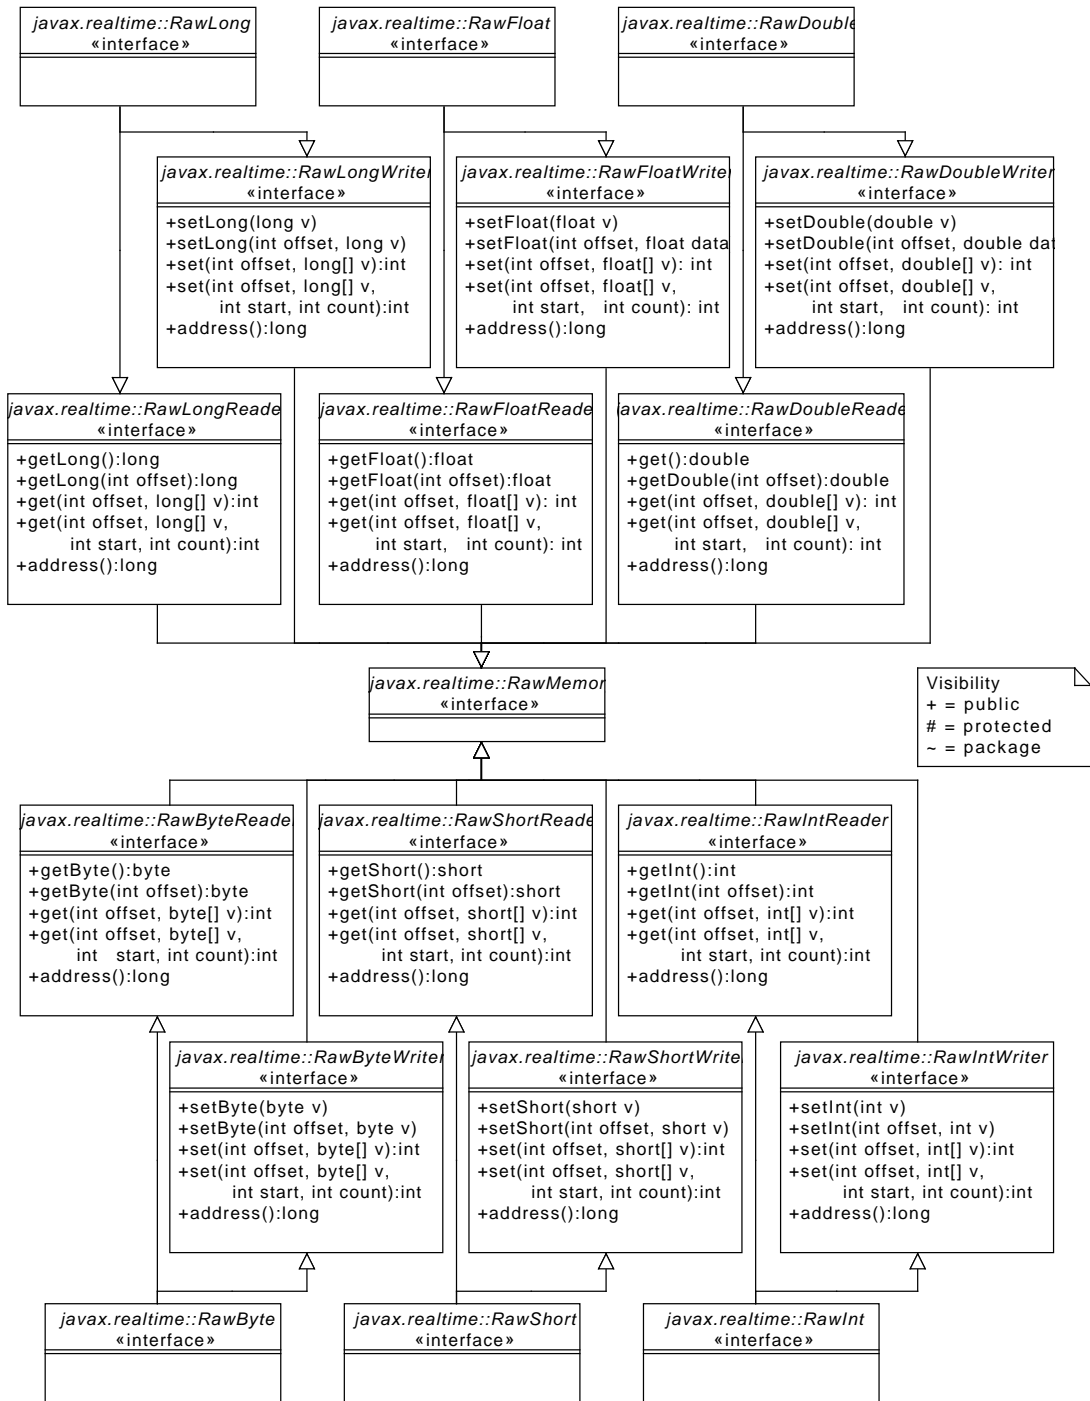 javax.realtime::RawLong
«interface»
javax.realtime::RawFloat
«interface»
javax.realtime::RawDouble
«interface»
javax.realtime::RawLongWriter
«interface»
+setLong(long v)
+setLong(int offset, long v)
+set(int offset, long[] v):int
+set(int offset, long[] v,
int start, int count):int
+address():long
javax.realtime::RawFloatWriter
«interface»
+setFloat(float v)
+setFloat(int offset, float data
+set(int offset, float[] v): int
+set(int offset, float[] v,
int start, int count): int
+address():long
javax.realtime::RawDoubleWriter
«interface»
+setDouble(double v)
+setDouble(int offset, double dat
+set(int offset, double[] v): int
+set(int offset, double[] v,
int start, int count): int
+address():long
javax.realtime::RawLongReade
«interface»
+getLong():long
+getLong(int offset):long
+get(int offset, long[] v):int
+get(int offset, long[] v,
int start, int count):int
+address():long
javax.realtime::RawFloatReade
«interface»
+getFloat():float
+getFloat(int offset):float
+get(int offset, float[] v): int
+get(int offset, float[] v,
int start, int count): int
+address():long
javax.realtime::RawDoubleReade
«interface»
+get():double
+getDouble(int offset):double
+get(int offset, double[] v): int
+get(int offset, double[] v,
int start, int count): int
+address():long
javax.realtime::RawMemor
«interface»
Visibility
+ = public
# = protected
~ = package
javax.realtime::RawByteReade
«interface»
+getByte():byte
+getByte(int offset):byte
+get(int offset, byte[] v):int
+get(int offset, byte[] v,
int start, int count):int
+address():long
javax.realtime::RawShortReade
«interface»
+getShort():short
+getShort(int offset):short
+get(int offset, short[] v):int
+get(int offset, short[] v,
int start, int count):int
+address():long
javax.realtime::RawIntReader
«interface»
+getInt():int
+getInt(int offset):int
+get(int offset, int[] v):int
+get(int offset, int[] v,
int start, int count):int
+address():long
javax.realtime::RawByteWriter
«interface»
+setByte(byte v)
+setByte(int offset, byte v)
+set(int offset, byte[] v):int
+set(int offset, byte[] v,
int start, int count):int
+address():long
javax.realtime::RawShortWriter
«interface»
+setShort(short v)
+setShort(int offset, short v)
+set(int offset, short[] v):int
+set(int offset, short[] v,
int start, int count):int
+address():long
javax.realtime::RawIntWriter
«interface»
+setInt(int v)
+setInt(int offset, int v)
+set(int offset, int[] v):int
+set(int offset, int[] v,
int start, int count):int
+address():long
javax.realtime::RawByte
«interface»
javax.realtime::RawShort
«interface»
javax.realtime::RawInt
«interface»